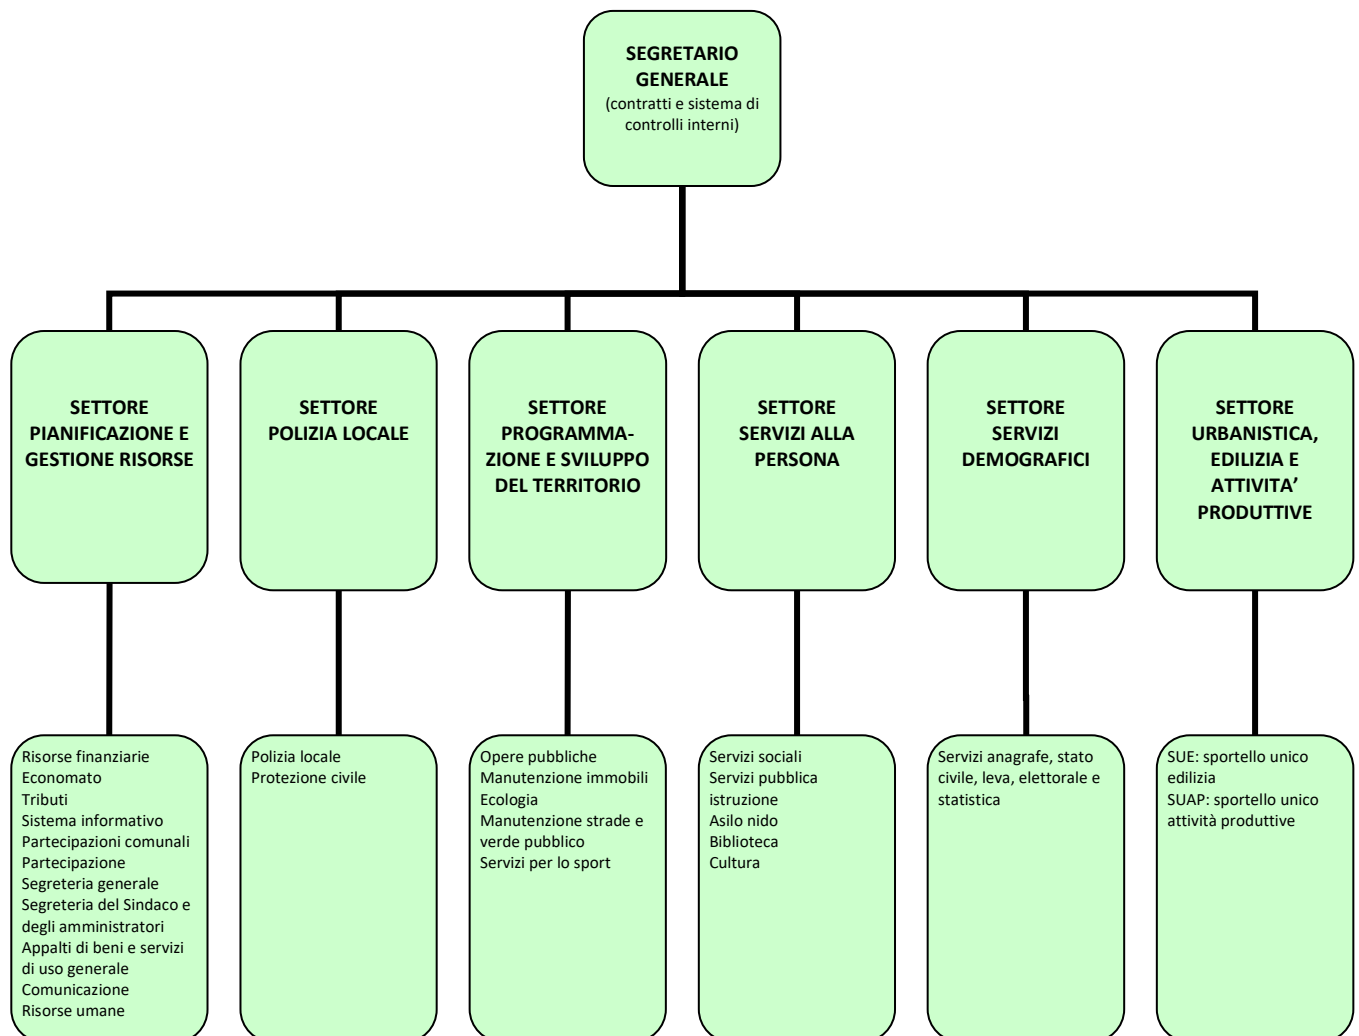 SEGRETARIO
GENERALE
(contratti e sistema di
controlli interni)
SETTORE
PIANIFICAZIONE E
GESTIONE RISORSE
SETTORE
POLIZIA LOCALE
SETTORE
PROGRAMMA-
ZIONE E SVILUPPO
DEL TERRITORIO
SETTORE
SERVIZI ALLA
PERSONA
SETTORE
SERVIZI
DEMOGRAFICI
SETTORE
URBANISTICA,
EDILIZIA E
ATTIVITA’
PRODUTTIVE
Risorse finanziarie
Economato
Tributi
Sistema informativo
Partecipazioni comunali
Partecipazione
Segreteria generale
Segreteria del Sindaco e
degli amministratori
Appalti di beni e servizi
di uso generale
Comunicazione
Risorse umane
Polizia locale
Protezione civile
Opere pubbliche
Manutenzione immobili
Ecologia
Manutenzione strade e
verde pubblico
Servizi per lo sport
Servizi sociali
Servizi pubblica
istruzione
Asilo nido
Biblioteca
Cultura
Servizi anagrafe, stato
civile, leva, elettorale e
statistica
SUE: sportello unico
edilizia
SUAP: sportello unico
attività produttive